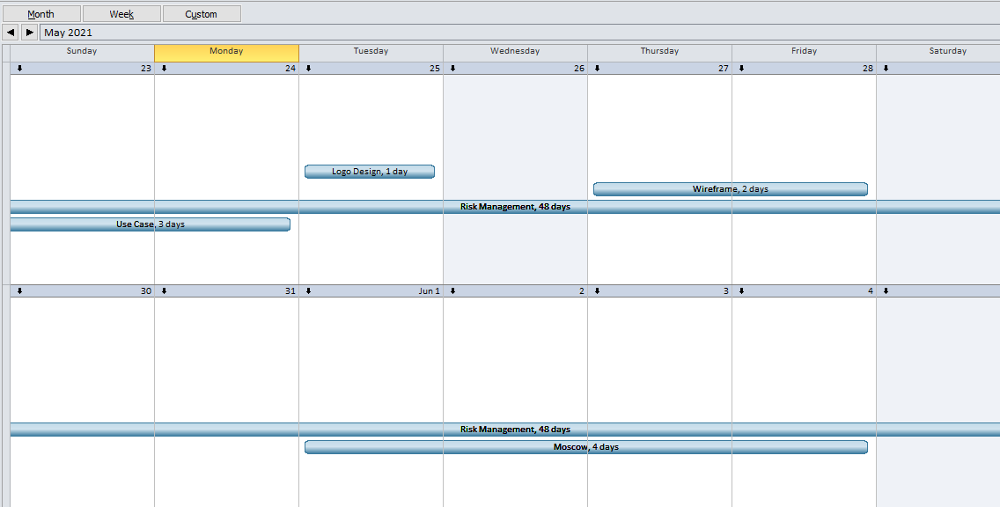 Month Week Custom
May 2021
Sunday Monday Tuesday Wednesday Thursday Friday Saturday
23 24 25 26 27 28
Logo Design, 1 day
Wireframe, 2 days
Risk Management, 48 days
Use Case, 3 days
30 31 Jun 1 2 3 4
Risk Management, 48 days
Moscow, 4 days